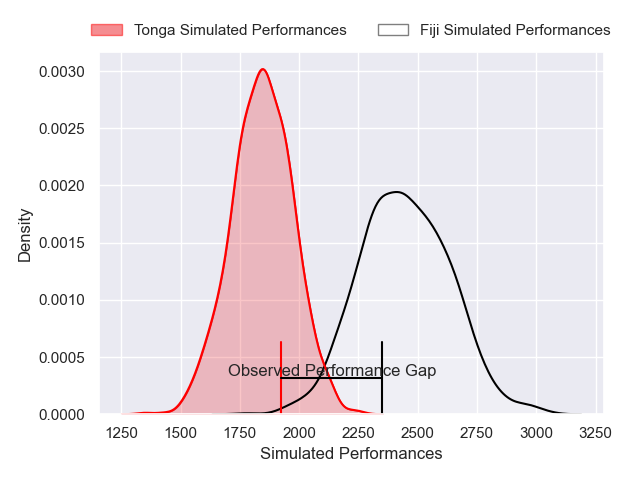 Tonga Simulated Performances
Fiji Simulated Performances
0.0030
0.0025
0.0020
0.0015
0.0010
0.0005
0.0000
Density
Observed Performance Gap
1250 1500 1750 2000 2250 2500 2750 3000 3250
Simulated Performances